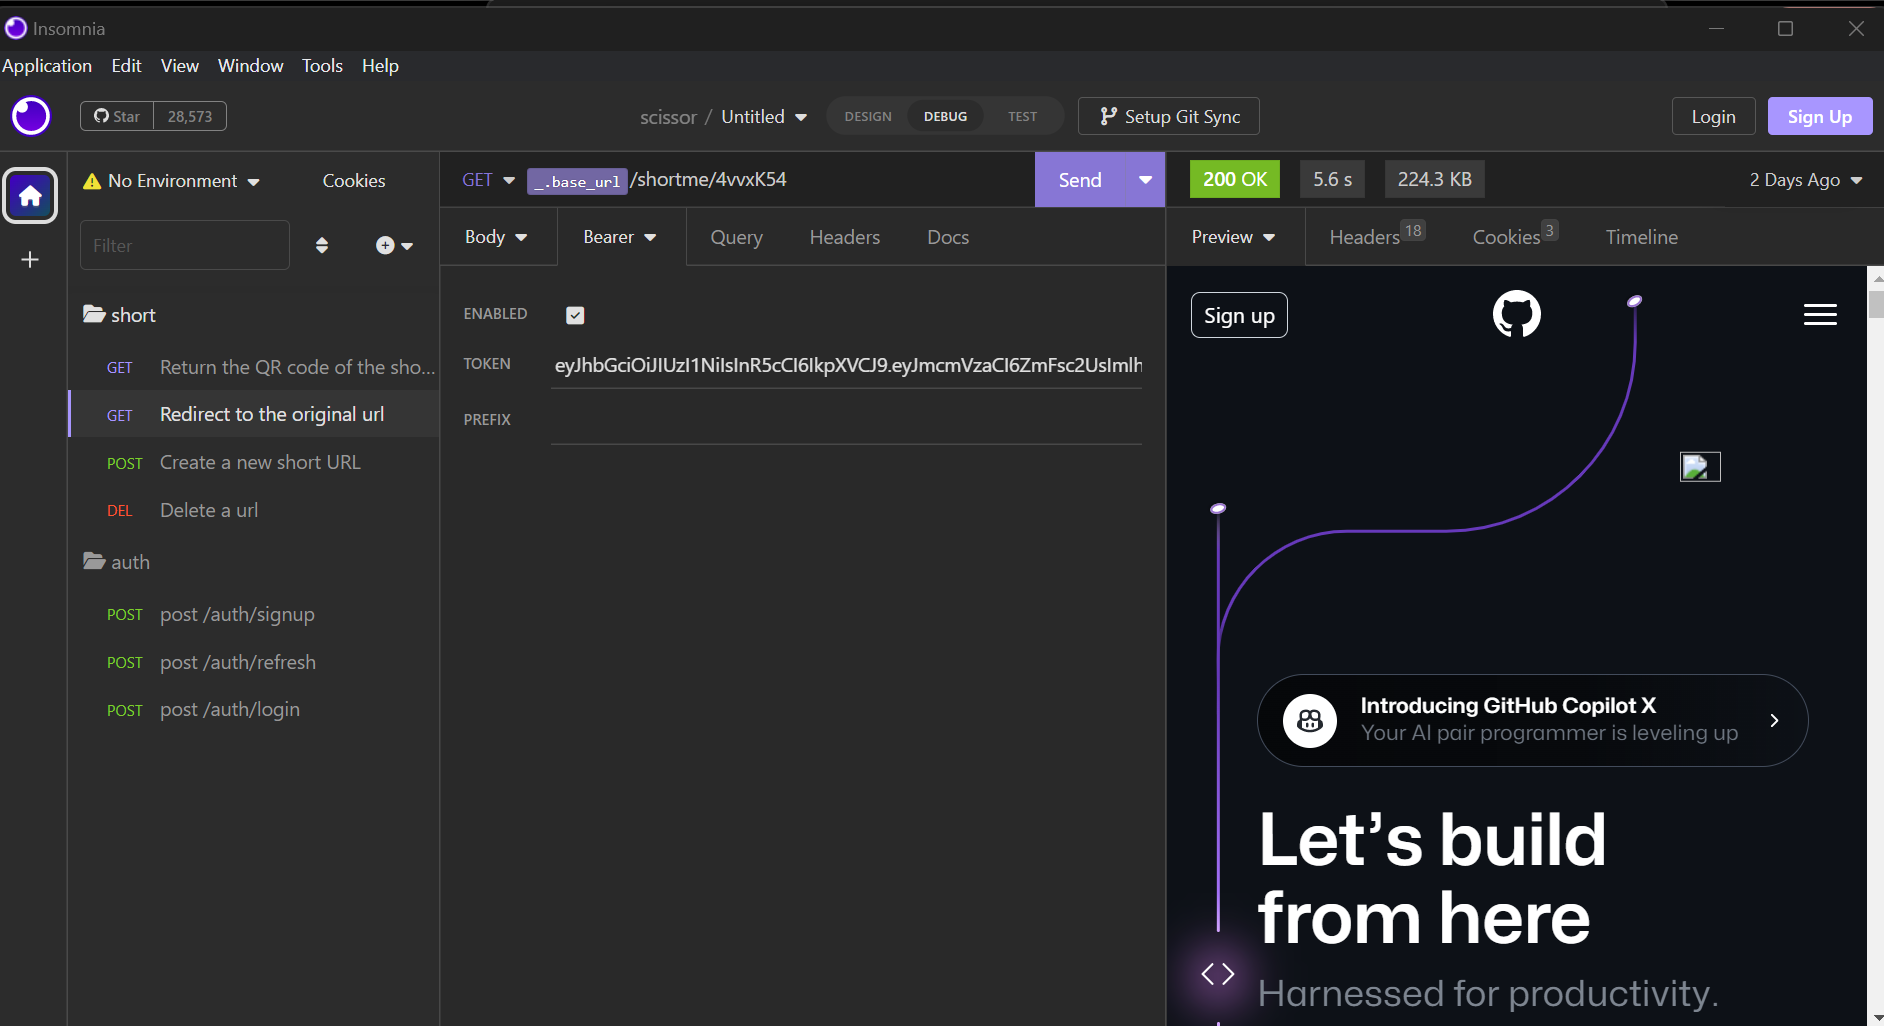 Insomnia
Application Edit View Window Tools Help
Star 28,573
scissor / Untitled
DESIGN DEBUG TEST
Setup Git Sync
Login Sign Up
No Environment
Cookies
Filter
short
GET Return the QR code of the sho...
GET Redirect to the original url
POST Create a new short URL
DEL Delete a url
auth
POST post /auth/signup
POST post /auth/refresh
POST post /auth/login
GET _.base_url /shortme/4vvxK54
Send
Body Bearer Query Headers Docs
ENABLED
TOKEN eyJhbGciOiJIUzI1NiIsInR5cCI6IkpXVCJ9.eyJmcmVzaCI6ZmFsc2UsImlh
PREFIX
200 OK 5.6 s 224.3 KB
2 Days Ago
Preview Headers 18 Cookies 3 Timeline
Sign up
Introducing GitHub Copilot X
Your AI pair programmer is leveling up
Let’s build
from here
Harnessed for productivity.